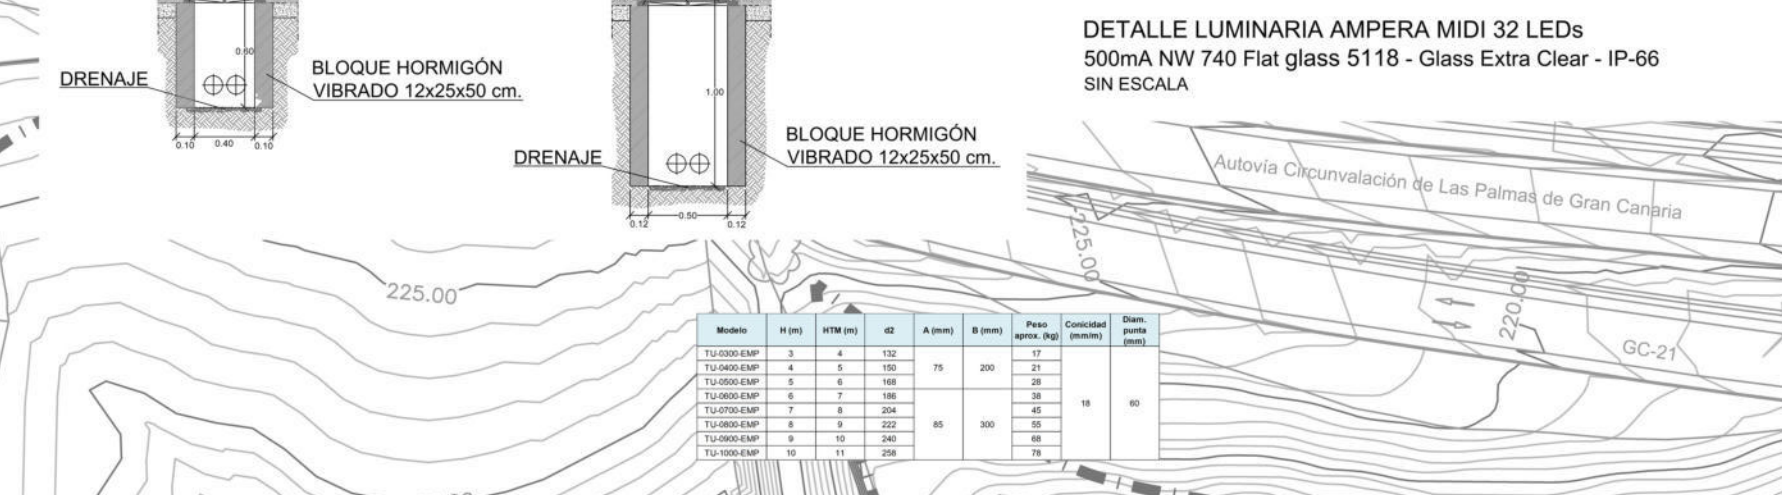 0.60
DRENAJE
BLOQUE HORMIGÓN
VIBRADO 12x25x50 cm.
0.10 0.40 0.10
1.00
DRENAJE
BLOQUE HORMIGÓN
VIBRADO 12x25x50 cm.
0.12 0.50 0.12
DETALLE LUMINARIA AMPERA MIDI 32 LEDs
500mA NW 740 Flat glass 5118 - Glass Extra Clear - IP-66
SIN ESCALA
Autovía Circunvalación de Las Palmas de Gran Canaria
225.00
225.00
220.00
GC-21
Modelo H (m) HTM (m) d2 A (mm) B (mm) Peso aprox. (kg) Conicidad (mm/m) Diam. punta (mm)
TU-0300-EMP 3 4 132 17
TU-0400-EMP 4 5 150 75 200 21
TU-0500-EMP 5 6 168 28
TU-0600-EMP 6 7 186 38
18 60
TU-0700-EMP 7 8 204 45
TU-0800-EMP 8 9 222 85 300 55
TU-0900-EMP 9 10 240 68
TU-1000-EMP 10 11 258 78